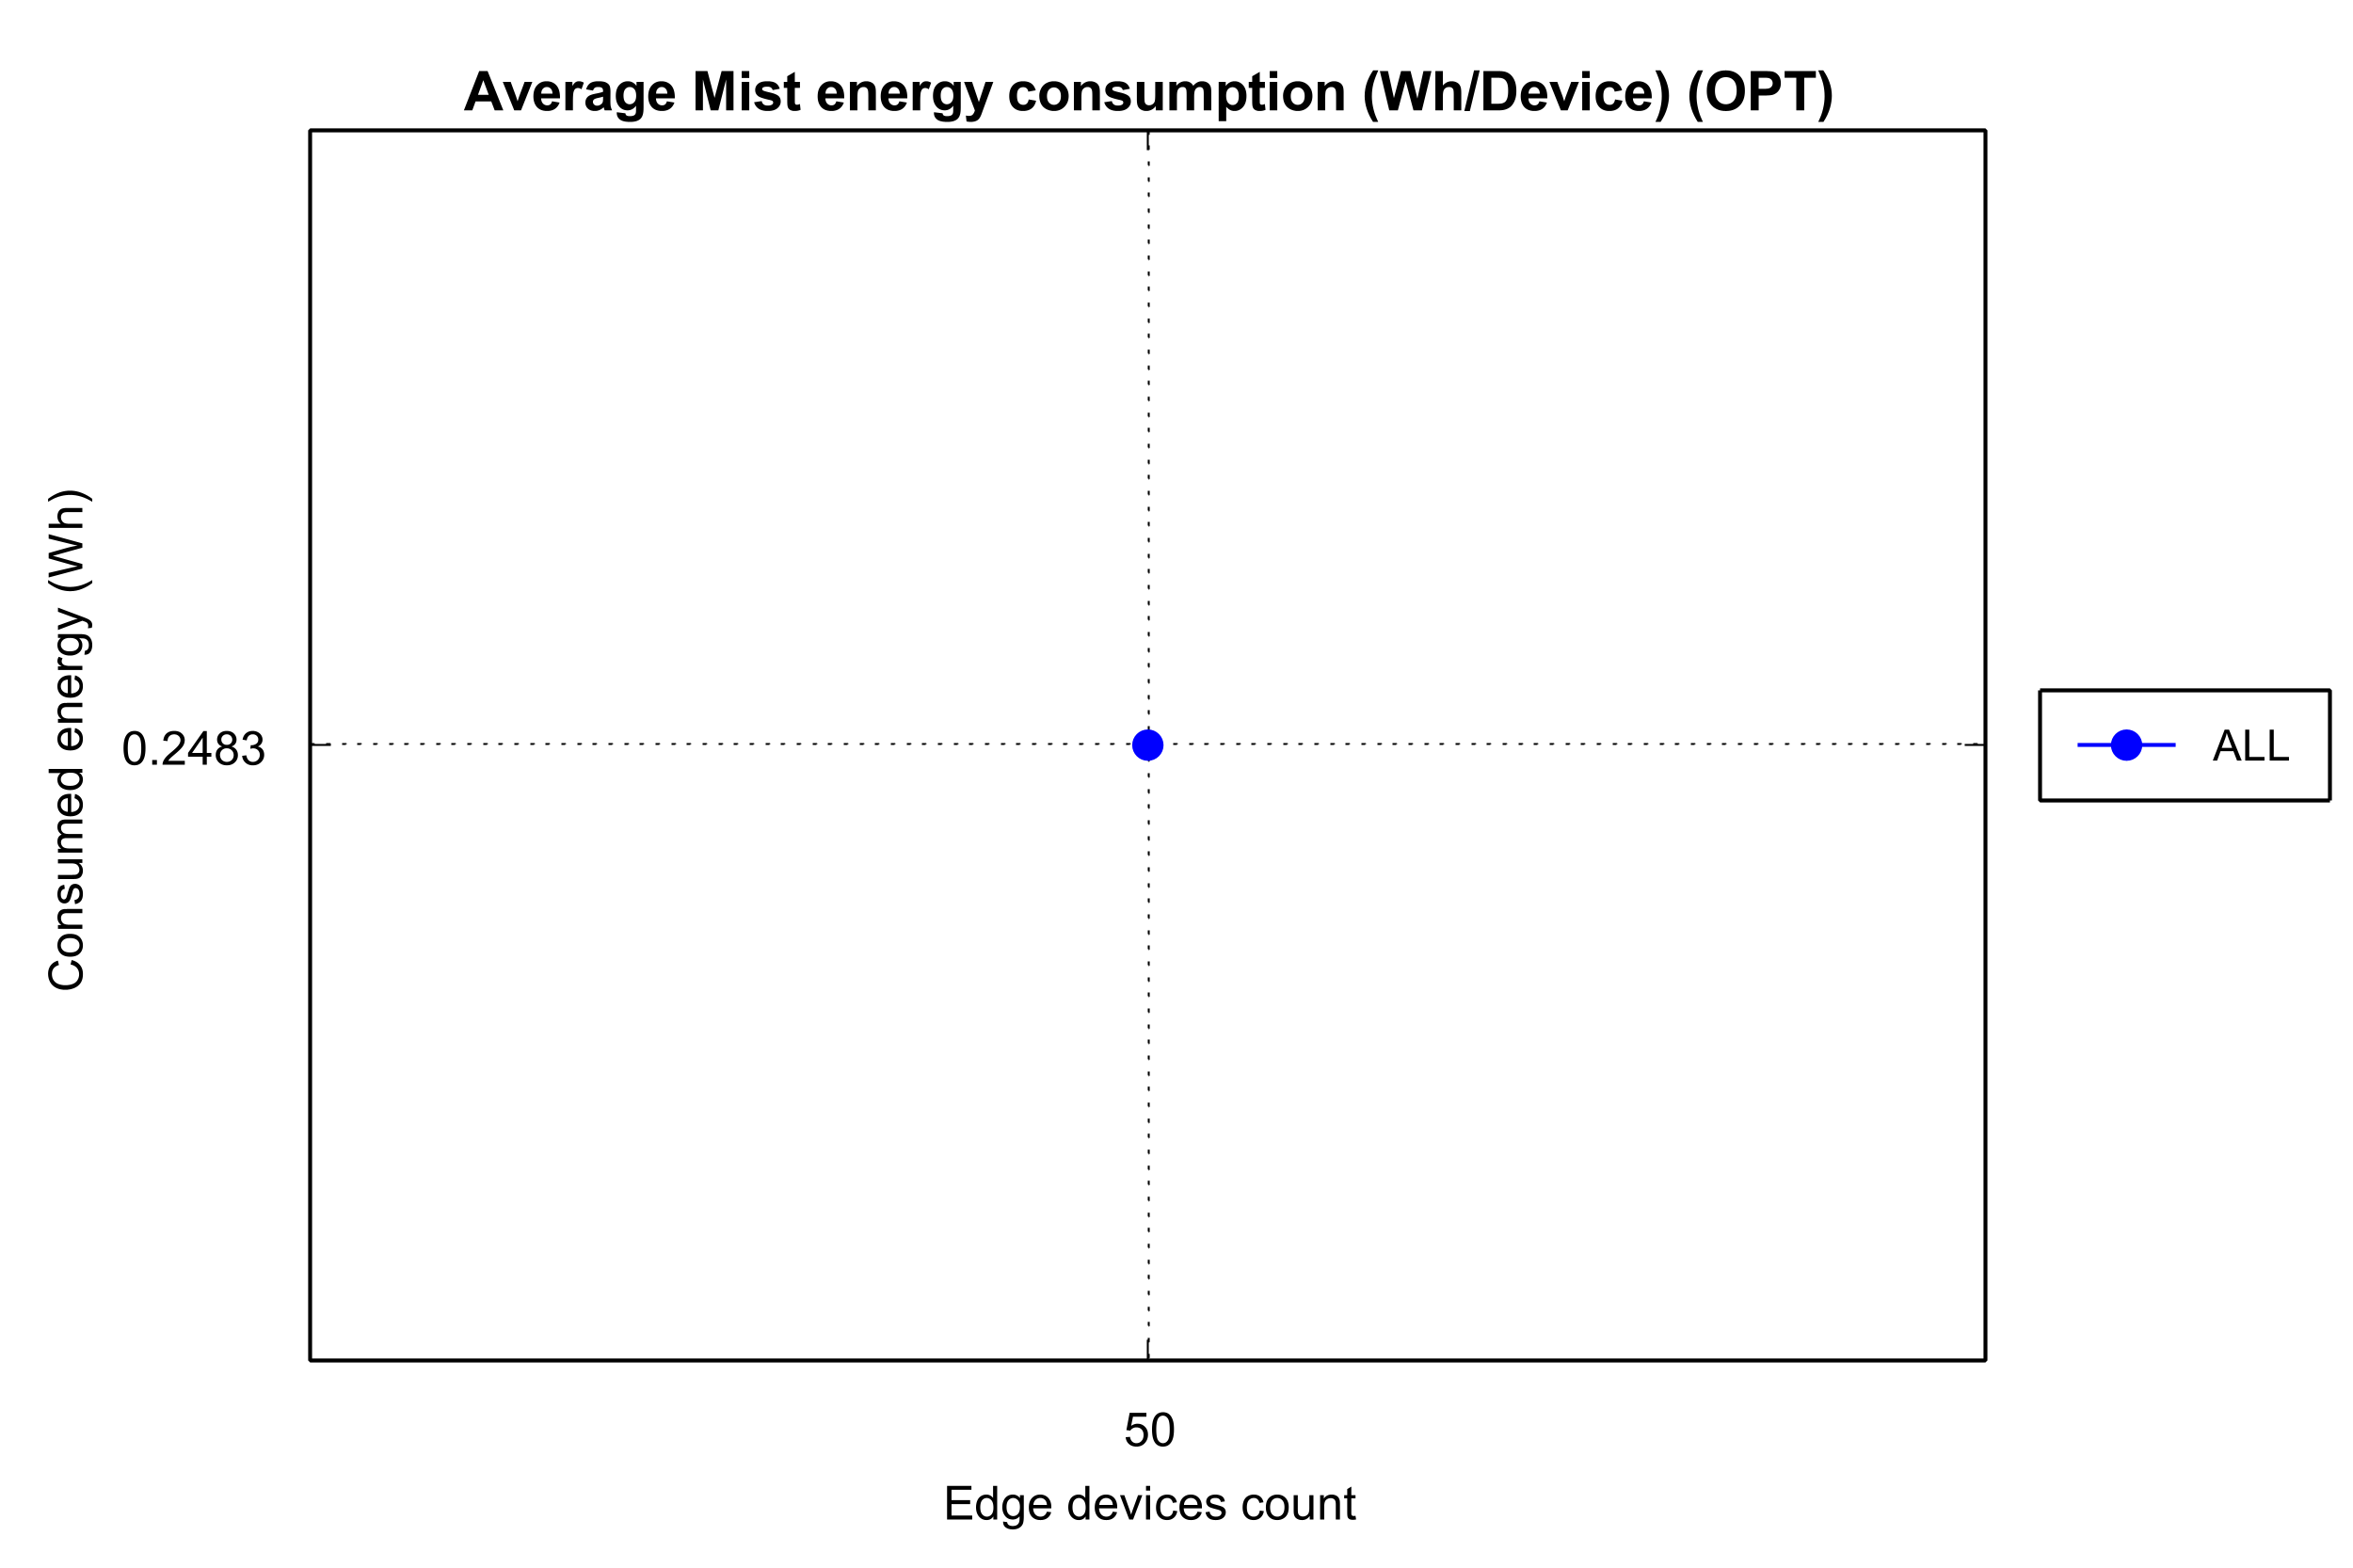 Average Mist energy consumption (Wh/Device) (OPT)
Consumed energy (Wh)
0.2483
ALL
50
Edge devices count